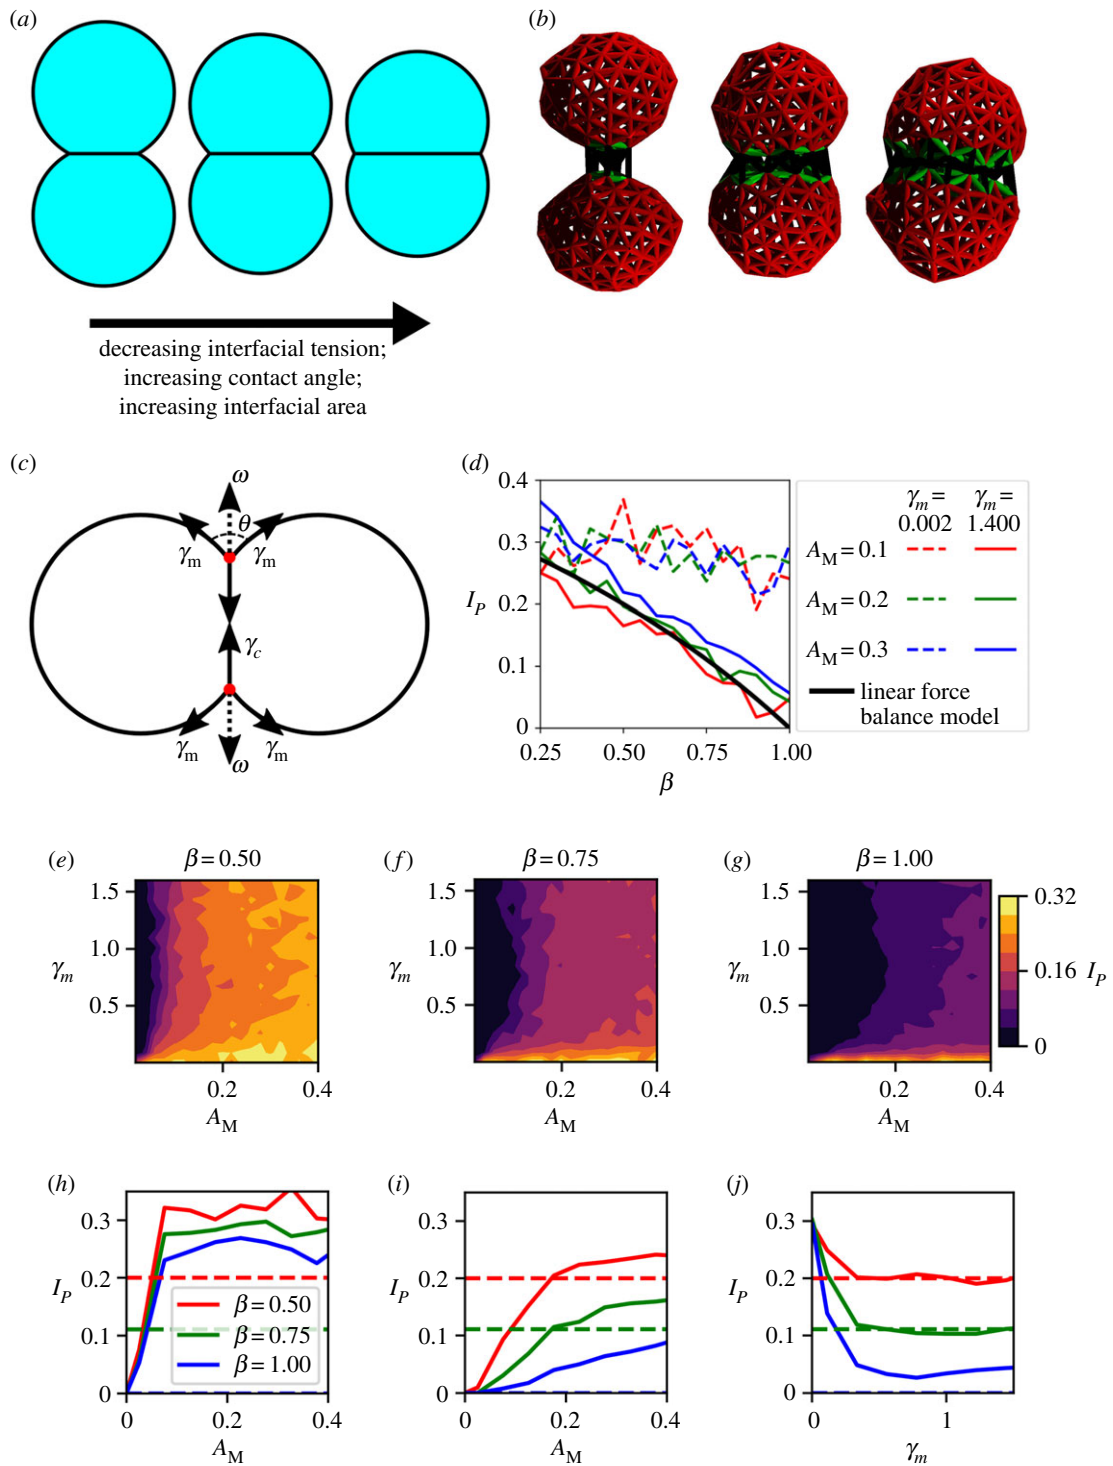 (a)
(b)
decreasing interfacial tension;
increasing contact angle;
increasing interfacial area
(c)
ω
θ
γm
γm
γc
γm
γm
ω
(d)
0.4
0.3
IP 0.2
0.1
0
0.25 0.50 0.75 1.00
β
γm = 0.002
γm = 1.400
AM = 0.1
AM = 0.2
AM = 0.3
linear force
balance model
(e) β = 0.50
1.5
1.0
γm
0.5
0.2 0.4
AM
(f) β = 0.75
1.5
1.0
γm
0.5
0.2 0.4
AM
(g) β = 1.00
1.5
1.0
γm
0.5
0.2 0.4
AM
0.32
0.16 IP
0
(h)
0.3
IP 0.2
0.1
0
β = 0.50
β = 0.75
β = 1.00
0 0.2 0.4
AM
(i)
0.3
IP 0.2
0.1
0
0 0.2 0.4
AM
(j)
0.3
IP 0.2
0.1
0
0 1
γm